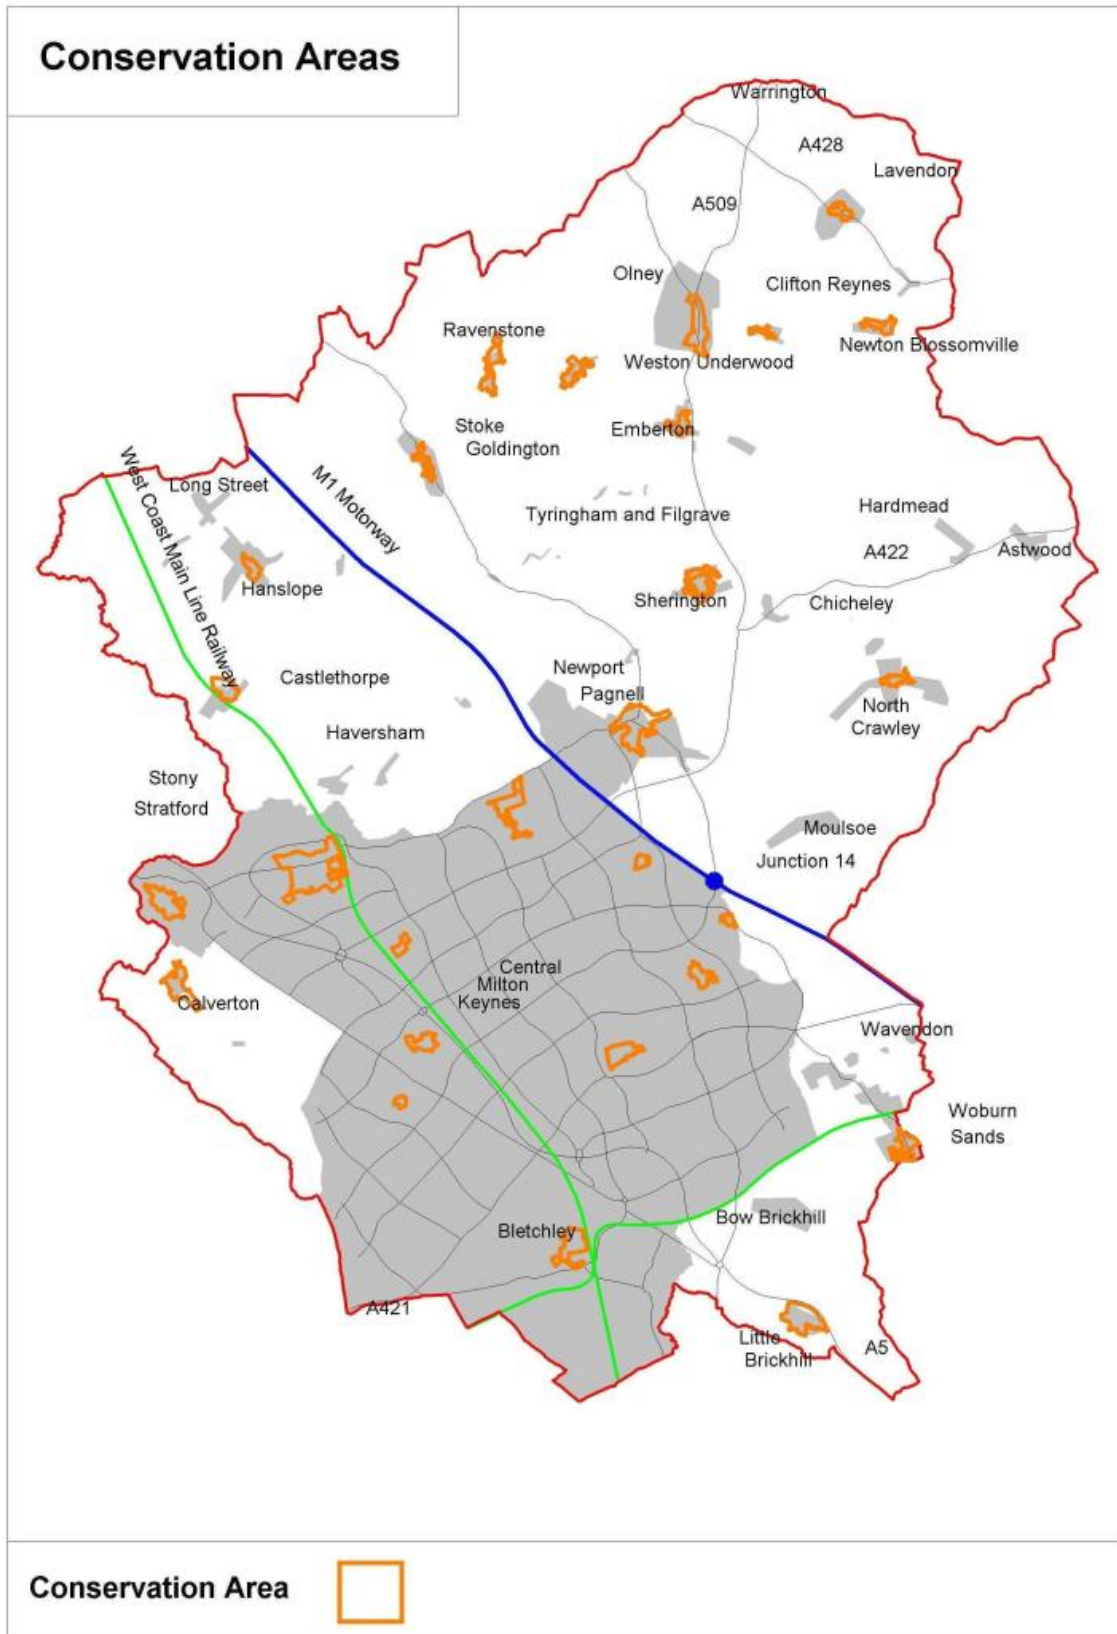 Conservation Areas
Warrington
A428
Lavendon
A509
Olney
Clifton Reynes
Ravenstone
Newton Blossomville
Weston Underwood
Stoke
Goldington
Emberton
West Coast Main Line Railway
Long Street
M1 Motorway
Tyringham and Filgrave
Hardmead
A422
Astwood
Hanslope
Sherington
Chicheley
Castlethorpe
Newport
Pagnell
North
Crawley
Haversham
Stony
Stratford
Moulsoe
Junction 14
Central
Milton
Keynes
Calverton
Wavendon
Woburn
Sands
Bow Brickhill
Bletchley
A421
Little
Brickhill
A5
Conservation Area